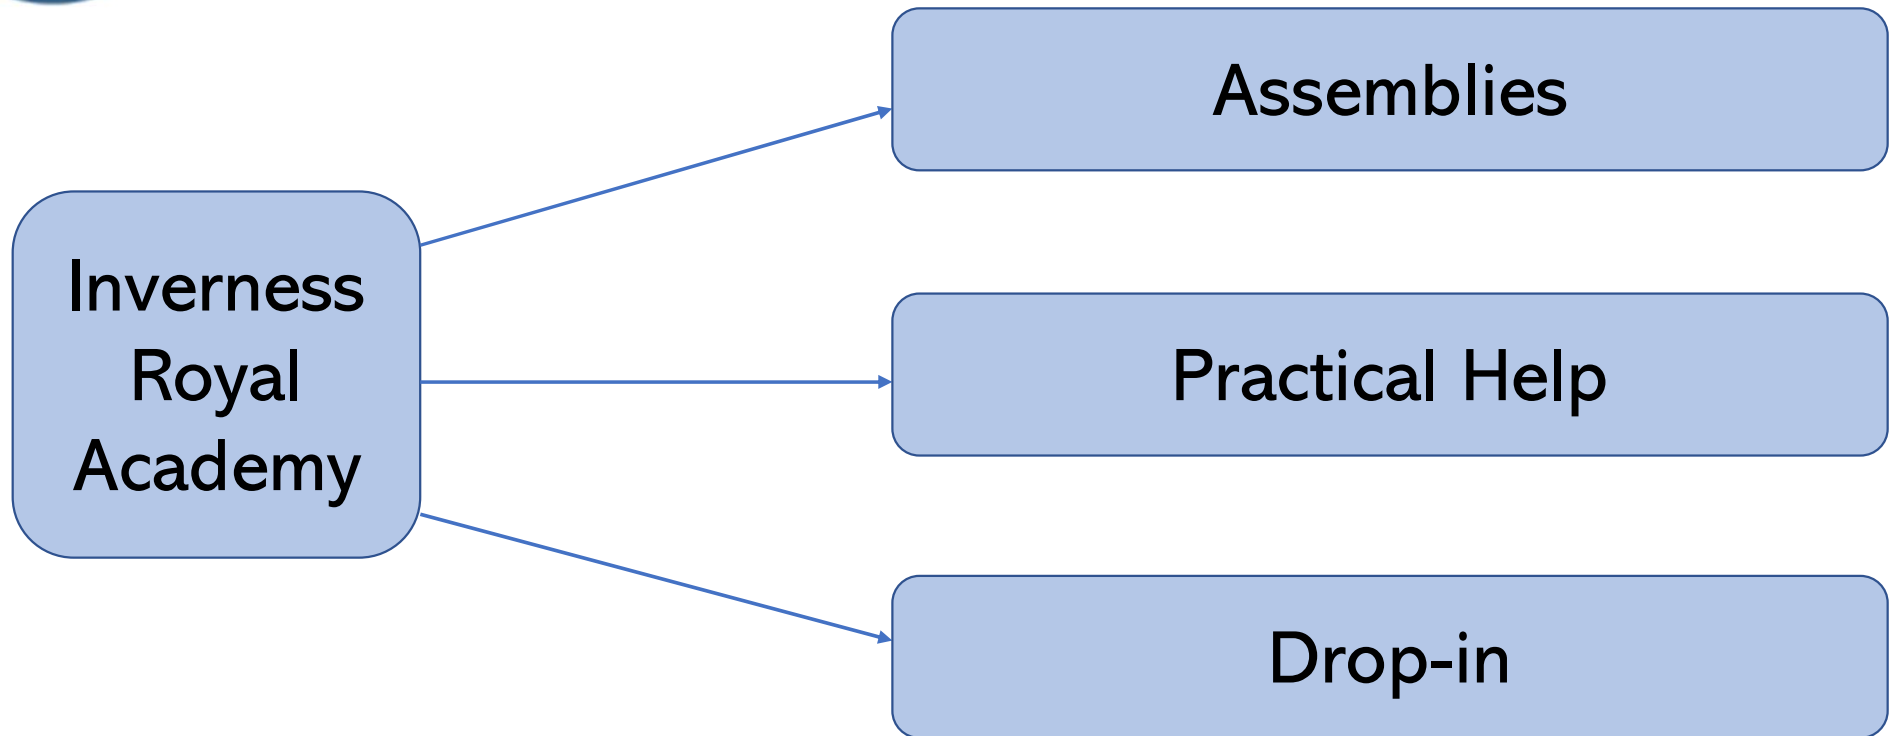 Inverness
Royal
Academy
Assemblies
Practical Help
Drop-in